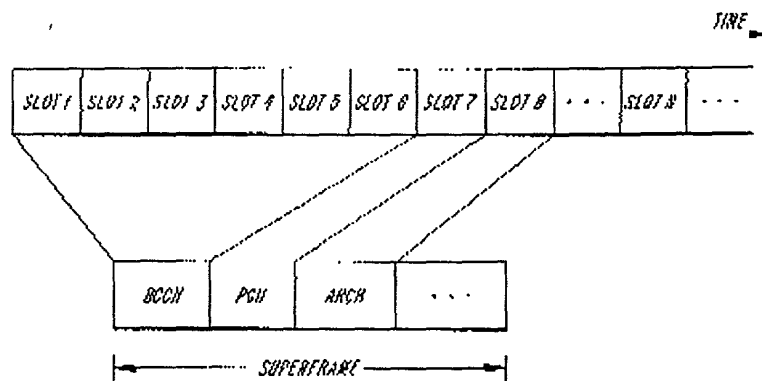 TIME
SLOT 1 SLOT 2 SLOT 3 SLOT 4 SLOT 5 SLOT 6 SLOT 7 SLOT 8 ... SLOT N ...
BCCH PCH ARCH ...
SUPERFRAME